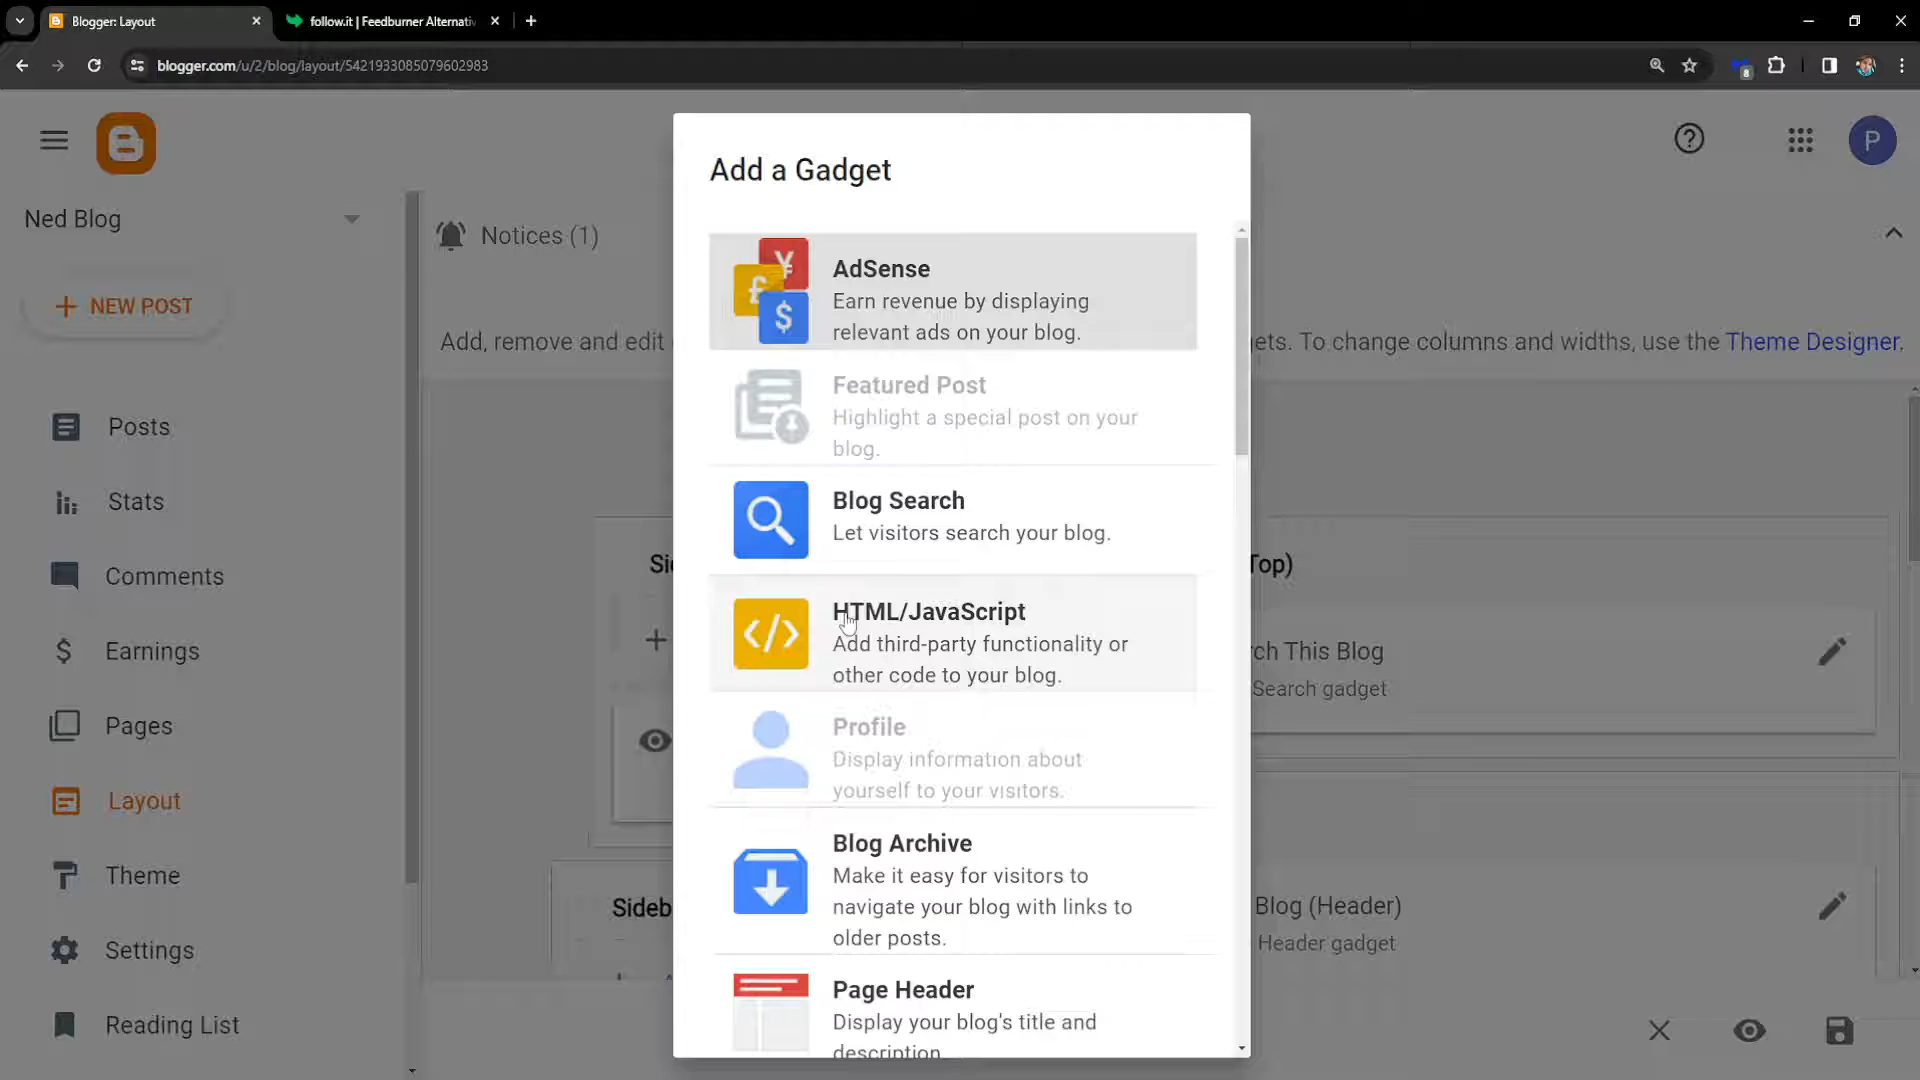 Blogger: Layout
follow.it | Feedburner Alternativ
blogger.com/u/2/blog/layout/5421933085079602983
8
P
Ned Blog
NEW POST
Posts
Stats
Comments
Earnings
Pages
Layout
Theme
Settings
Reading List
Notices (1)
Add, remove and edit
ets. To change columns and widths, use the Theme Designer.
Top)
ch This Blog
Search gadget
Sideb
Blog (Header)
Header gadget
Add a Gadget
AdSense
Earn revenue by displaying
relevant ads on your blog.
Featured Post
Highlight a special post on your
blog.
Blog Search
Let visitors search your blog.
HTML/JavaScript
Add third-party functionality or
other code to your blog.
Profile
Display information about
yourself to your visitors.
Blog Archive
Make it easy for visitors to
navigate your blog with links to
older posts.
Page Header
Display your blog's title and
description.